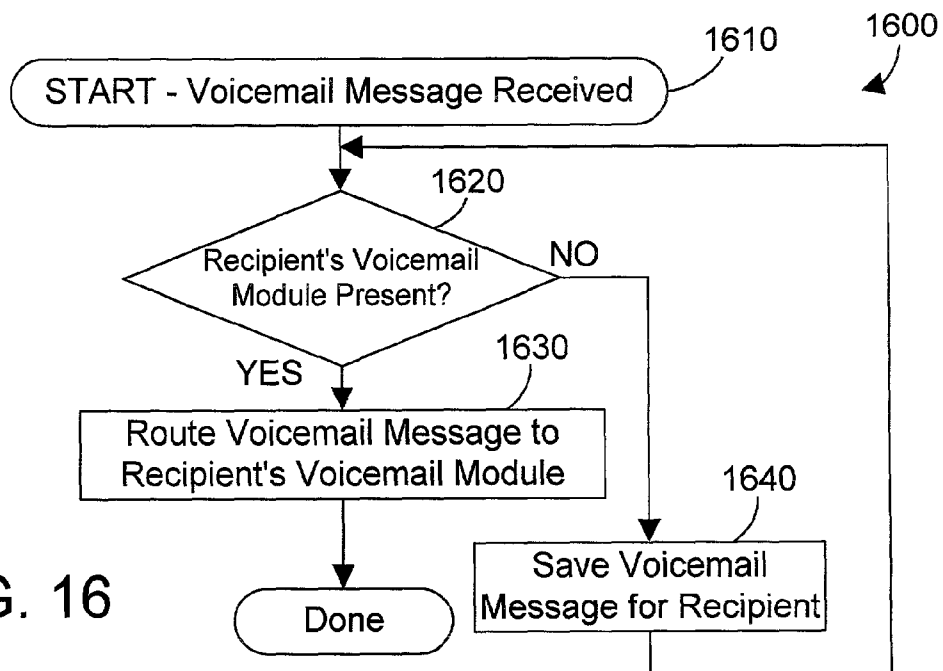 1600
1610
START - Voicemail Message Received
1620
Recipient's Voicemail
Module Present?
NO
YES
1630
Route Voicemail Message to
Recipient's Voicemail Module
1640
Save Voicemail
Message for Recipient
Done
G. 16